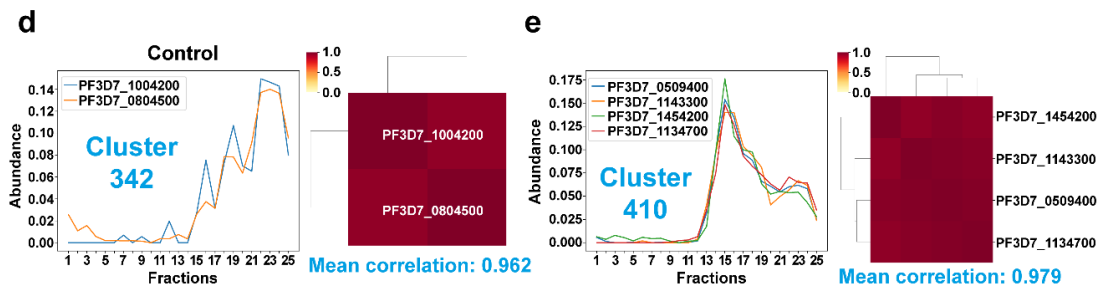 d
Control
PF3D7_1004200
PF3D7_0804500
Cluster
342
Abundance
0.14
0.12
0.10
0.08
0.06
0.04
0.02
0.00
1 3 5 7 9 11 13 15 17 19 21 23 25
Fractions
1.0
0.5
0.0
PF3D7_1004200
PF3D7_0804500
Mean correlation: 0.962
e
PF3D7_0509400
PF3D7_1143300
PF3D7_1454200
PF3D7_1134700
Cluster
410
Abundance
0.175
0.150
0.125
0.100
0.075
0.050
0.025
0.000
1 3 5 7 9 11 13 15 17 19 21 23 25
Fractions
1.0
0.5
0.0
PF3D7_1454200
PF3D7_1143300
PF3D7_0509400
PF3D7_1134700
Mean correlation: 0.979